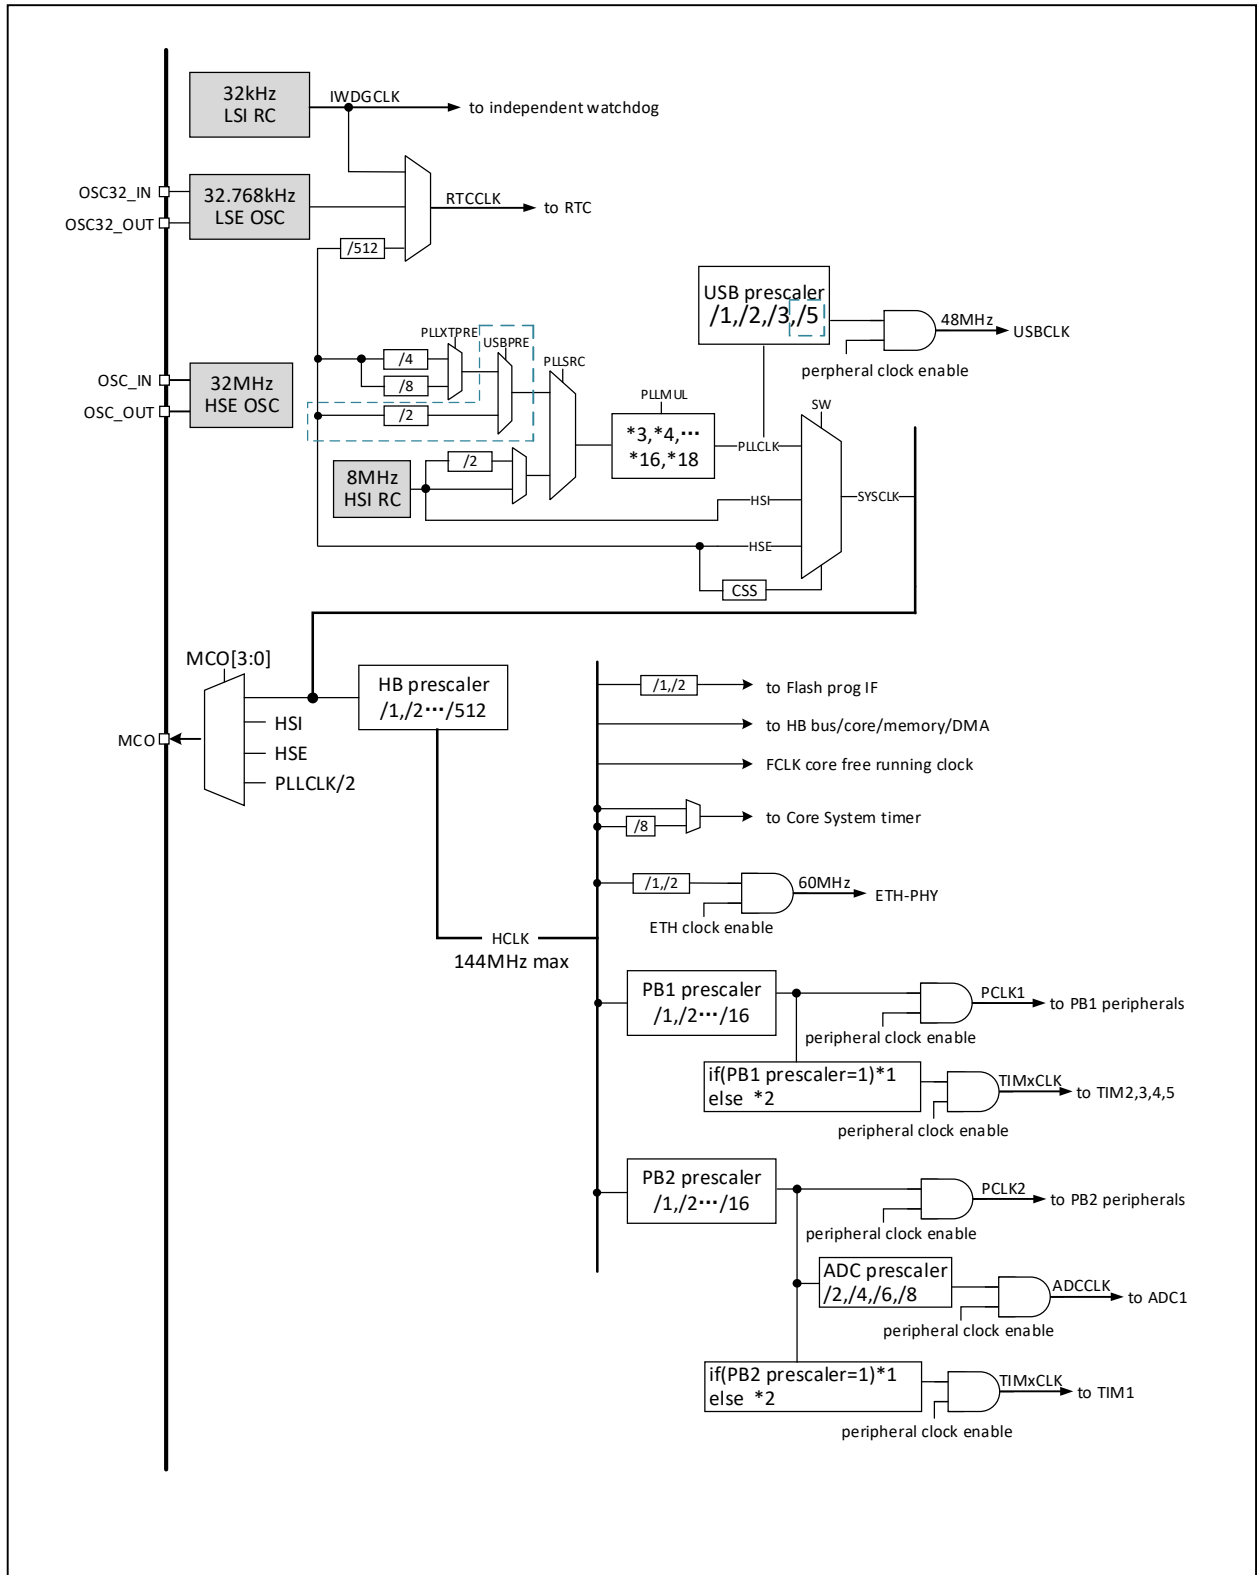 32kHz
LSI RC
IWDGCLK
to independent watchdog
OSC32_IN
OSC32_OUT
32.768kHz
LSE OSC
RTCCLK
to RTC
/512
USB prescaler
/1,/2,/3,/5
48MHz
USBCLK
perpheral clock enable
PLLXTPRE
USBPRE
PLLSRC
/4
/8
/2
OSC_IN
OSC_OUT
32MHz
HSE OSC
PLLMUL
*3,*4,···
*16,*18
PLLCLK
SW
/2
8MHz
HSI RC
HSI
SYSCLK
HSE
CSS
MCO[3:0]
HSI
HSE
PLLCLK/2
MCO
HB prescaler
/1,/2···/512
/1,/2
to Flash prog IF
to HB bus/core/memory/DMA
FCLK core free running clock
/8
to Core System timer
/1,/2
60MHz
ETH-PHY
ETH clock enable
HCLK
144MHz max
PB1 prescaler
/1,/2···/16
PCLK1
to PB1 peripherals
peripheral clock enable
if(PB1 prescaler=1)*1
else *2
TIMxCLK
to TIM2,3,4,5
peripheral clock enable
PB2 prescaler
/1,/2···/16
PCLK2
to PB2 peripherals
peripheral clock enable
ADC prescaler
/2,/4,/6,/8
ADCCLK
to ADC1
peripheral clock enable
if(PB2 prescaler=1)*1
else *2
TIMxCLK
to TIM1
peripheral clock enable